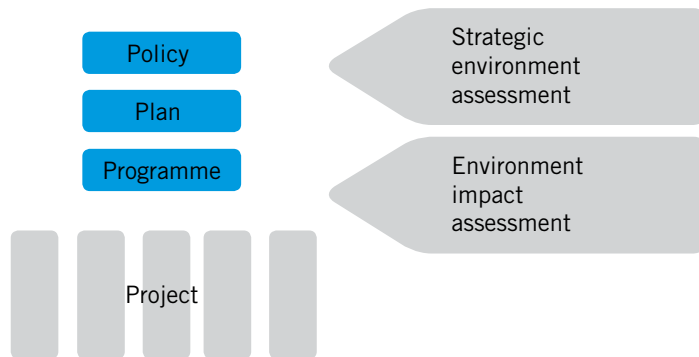 Policy
Plan
Programme
Project
Strategic
environment
assessment
Environment
impact
assessment